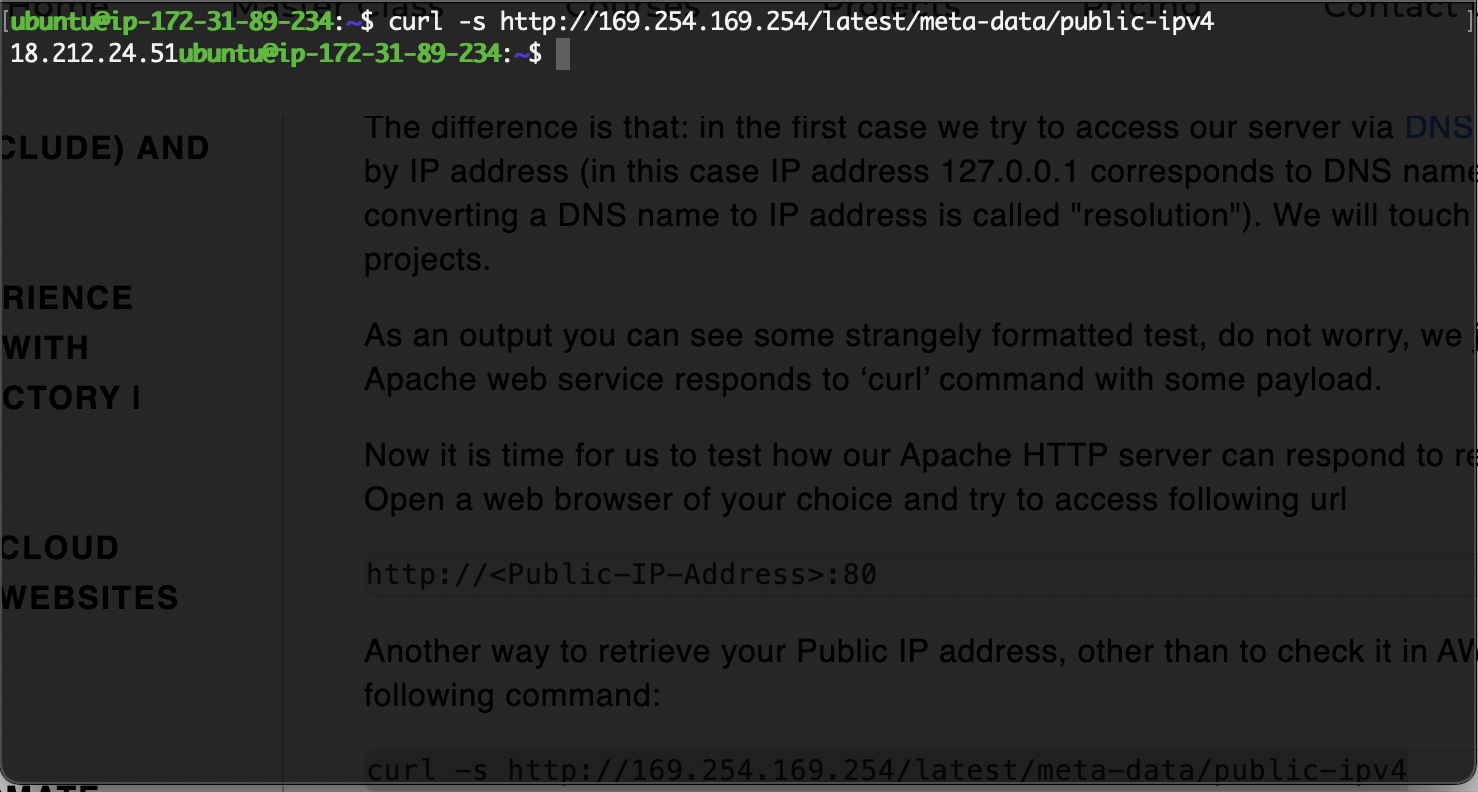 Home Master Class Courses Projects Pricing Contact
[ubuntu@ip-172-31-89-234:~$ curl -s http://169.254.169.254/latest/meta-data/public-ipv4 ]
18.212.24.51ubuntu@ip-172-31-89-234:~$
CLUDE) AND
RIENCE
WITH
CTORY I
CLOUD
WEBSITES
The difference is that: in the first case we try to access our server via DNS
by IP address (in this case IP address 127.0.0.1 corresponds to DNS name
converting a DNS name to IP address is called "resolution"). We will touch
projects.
As an output you can see some strangely formatted test, do not worry, we j
Apache web service responds to ‘curl’ command with some payload.
Now it is time for us to test how our Apache HTTP server can respond to re
Open a web browser of your choice and try to access following url
http://<Public-IP-Address>:80
Another way to retrieve your Public IP address, other than to check it in AW
following command:
curl -s http://169.254.169.254/latest/meta-data/public-ipv4